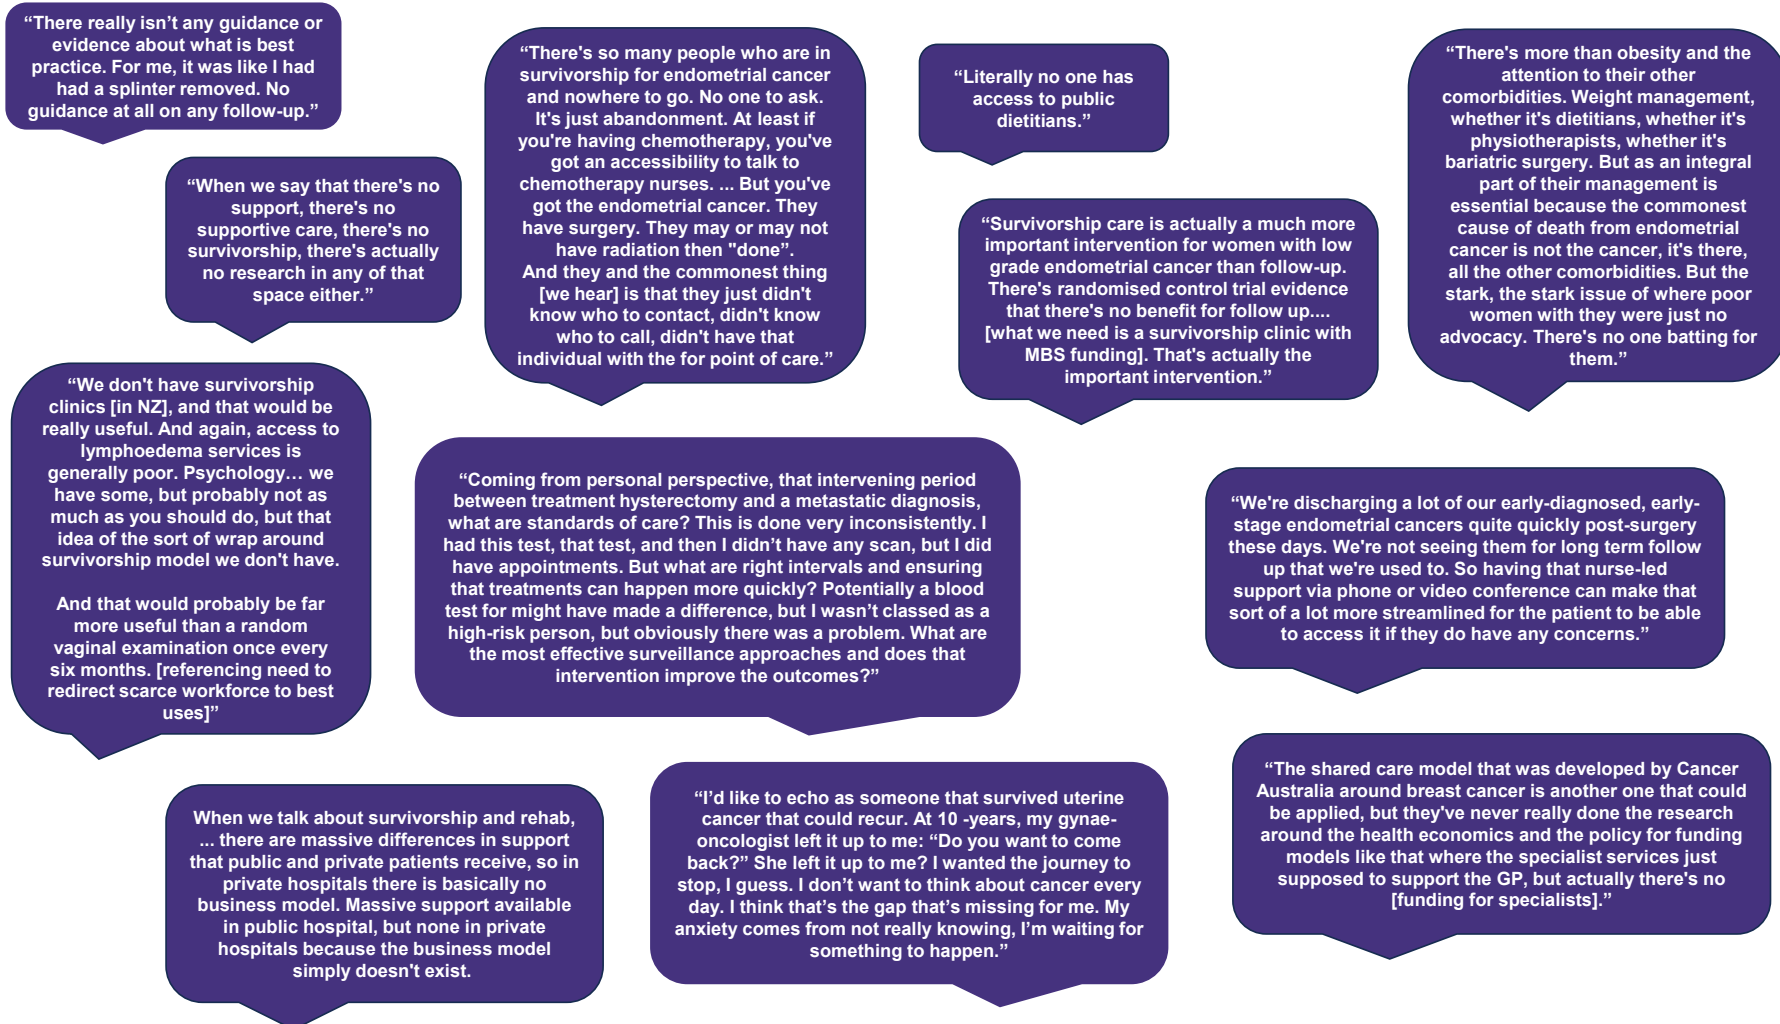 “There really isn’t any guidance or
evidence about what is best
practice. For me, it was like I had
had a splinter removed. No
guidance at all on any follow-up.”
“When we say that there's no
support, there's no
supportive care, there's no
survivorship, there's actually
no research in any of that
space either.”
“There's so many people who are in
survivorship for endometrial cancer
and nowhere to go. No one to ask.
It's just abandonment. At least if
you're having chemotherapy, you've
got an accessibility to talk to
chemotherapy nurses. ... But you've
got the endometrial cancer. They
have surgery. They may or may not
have radiation then "done”.
And they and the commonest thing
[we hear] is that they just didn't
know who to contact, didn't know
who to call, didn't have that
individual with the for point of care.”
“Literally no one has
access to public
dietitians.”
“Survivorship care is actually a much more
important intervention for women with low
grade endometrial cancer than follow-up.
There's randomised control trial evidence
that there's no benefit for follow up....
[what we need is a survivorship clinic with
MBS funding]. That's actually the
important intervention.”
“There's more than obesity and the
attention to their other
comorbidities. Weight management,
whether it's dietitians, whether it's
physiotherapists, whether it's
bariatric surgery. But as an integral
part of their management is
essential because the commonest
cause of death from endometrial
cancer is not the cancer, it's there,
all the other comorbidities. But the
stark, the stark issue of where poor
women with they were just no
advocacy. There's no one batting for
them.”
“We don't have survivorship
clinics [in NZ], and that would be
really useful. And again, access to
lymphoedema services is
generally poor. Psychology… we
have some, but probably not as
much as you should do, but that
idea of the sort of wrap around
survivorship model we don't have.
And that would probably be far
more useful than a random
vaginal examination once every
six months. [referencing need to
redirect scarce workforce to best
uses]”
“Coming from personal perspective, that intervening period
between treatment hysterectomy and a metastatic diagnosis,
what are standards of care? This is done very inconsistently. I
had this test, that test, and then I didn’t have any scan, but I did
have appointments. But what are right intervals and ensuring
that treatments can happen more quickly? Potentially a blood
test for might have made a difference, but I wasn’t classed as a
high-risk person, but obviously there was a problem. What are
the most effective surveillance approaches and does that
intervention improve the outcomes?”
“We're discharging a lot of our early-diagnosed, early-
stage endometrial cancers quite quickly post-surgery
these days. We're not seeing them for long term follow
up that we're used to. So having that nurse-led
support via phone or video conference can make that
sort of a lot more streamlined for the patient to be able
to access it if they do have any concerns.”
When we talk about survivorship and rehab,
... there are massive differences in support
that public and private patients receive, so in
private hospitals there is basically no
business model. Massive support available
in public hospital, but none in private
hospitals because the business model
simply doesn't exist.
“I’d like to echo as someone that survived uterine
cancer that could recur. At 10 -years, my gynae-
oncologist left it up to me: “Do you want to come
back?” She left it up to me? I wanted the journey to
stop, I guess. I don’t want to think about cancer every
day. I think that’s the gap that’s missing for me. My
anxiety comes from not really knowing, I’m waiting for
something to happen.”
“The shared care model that was developed by Cancer
Australia around breast cancer is another one that could
be applied, but they've never really done the research
around the health economics and the policy for funding
models like that where the specialist services just
supposed to support the GP, but actually there's no
[funding for specialists].”